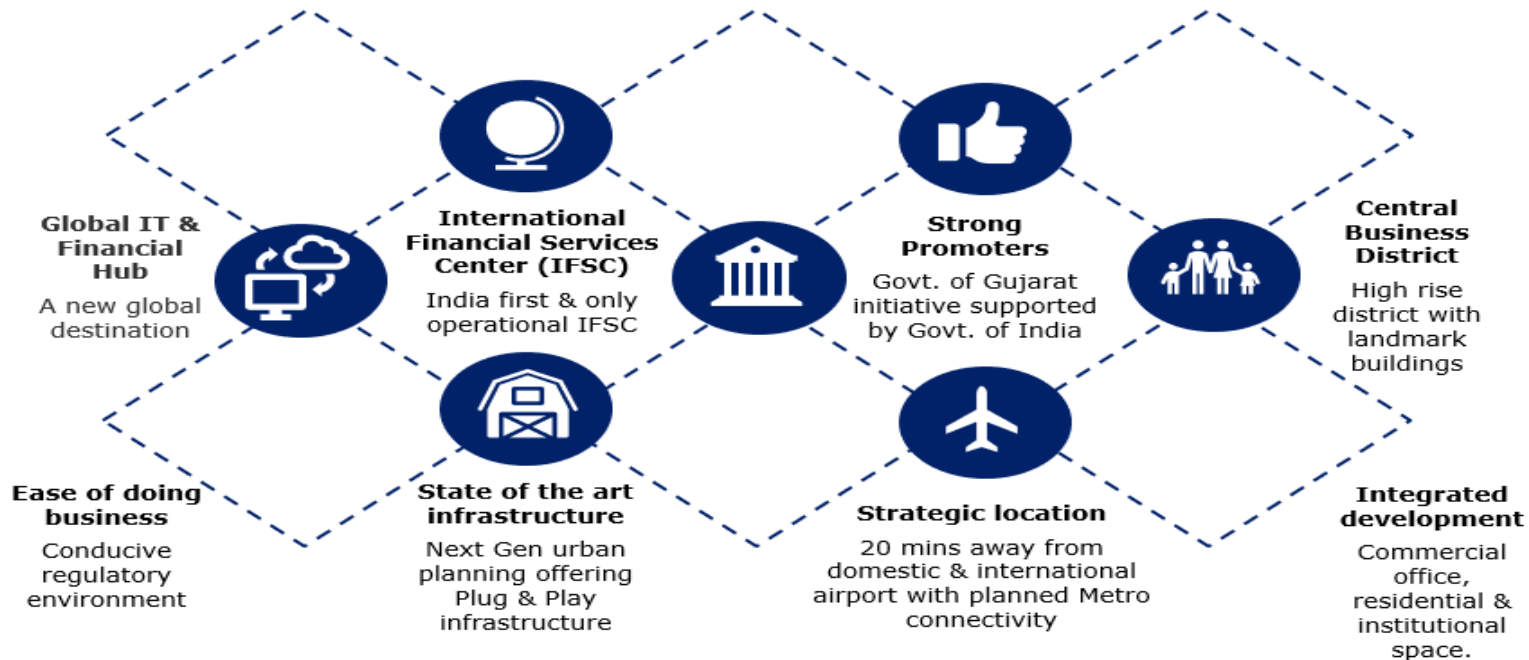 Global IT &
Financial
Hub
A new global
destination
International
Financial Services
Center (IFSC)
India first & only
operational IFSC
Strong
Promoters
Govt. of Gujarat
initiative supported
by Govt. of India
Central
Business
District
High rise
district with
landmark
buildings
Ease of doing
business
Conducive
regulatory
environment
State of the art
infrastructure
Next Gen urban
planning offering
Plug & Play
infrastructure
Strategic location
20 mins away from
domestic & international
airport with planned Metro
connectivity
Integrated
development
Commercial
office,
residential &
institutional
space.